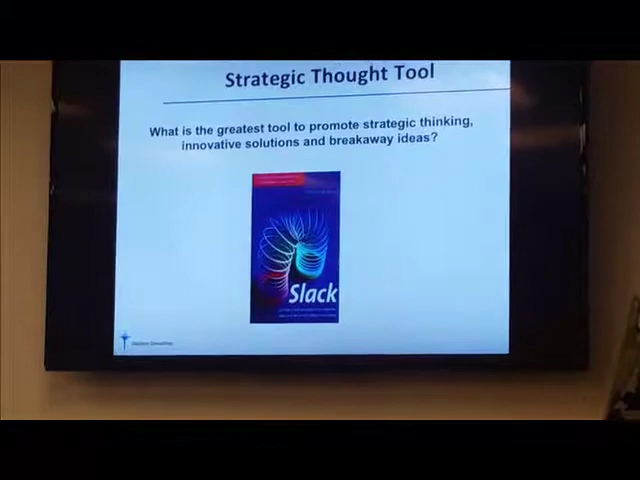 Strategic Thought Tool
What is the greatest tool to promote strategic thinking,
innovative solutions and breakaway ideas?
Slack